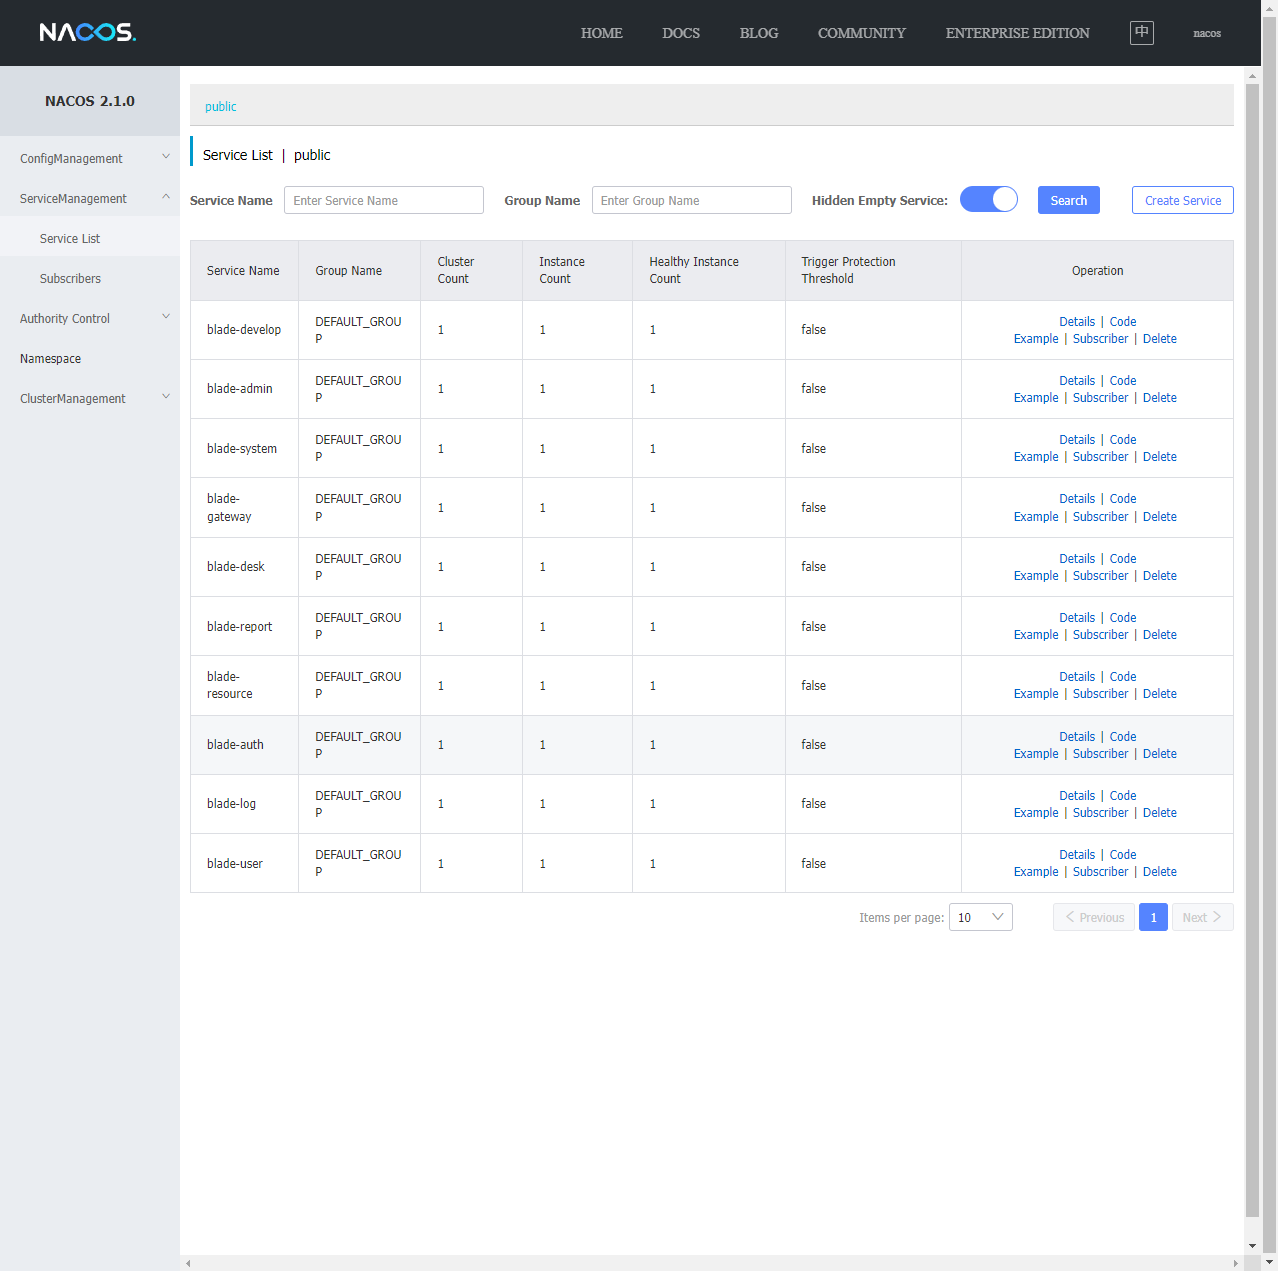 NACOS.
HOME DOCS BLOG COMMUNITY ENTERPRISE EDITION 中 nacos
NACOS 2.1.0
ConfigManagement
ServiceManagement
Service List
Subscribers
Authority Control
Namespace
ClusterManagement
public
Service List | public
Service Name Enter Service Name Group Name Enter Group Name Hidden Empty Service: Search Create Service
Service Name Group Name Cluster Count Instance Count Healthy Instance Count Trigger Protection Threshold Operation
blade-develop DEFAULT_GROUP 1 1 1 false Details | Code Example | Subscriber | Delete
blade-admin DEFAULT_GROUP 1 1 1 false Details | Code Example | Subscriber | Delete
blade-system DEFAULT_GROUP 1 1 1 false Details | Code Example | Subscriber | Delete
blade-gateway DEFAULT_GROUP 1 1 1 false Details | Code Example | Subscriber | Delete
blade-desk DEFAULT_GROUP 1 1 1 false Details | Code Example | Subscriber | Delete
blade-report DEFAULT_GROUP 1 1 1 false Details | Code Example | Subscriber | Delete
blade-resource DEFAULT_GROUP 1 1 1 false Details | Code Example | Subscriber | Delete
blade-auth DEFAULT_GROUP 1 1 1 false Details | Code Example | Subscriber | Delete
blade-log DEFAULT_GROUP 1 1 1 false Details | Code Example | Subscriber | Delete
blade-user DEFAULT_GROUP 1 1 1 false Details | Code Example | Subscriber | Delete
Items per page: 10 Previous 1 Next